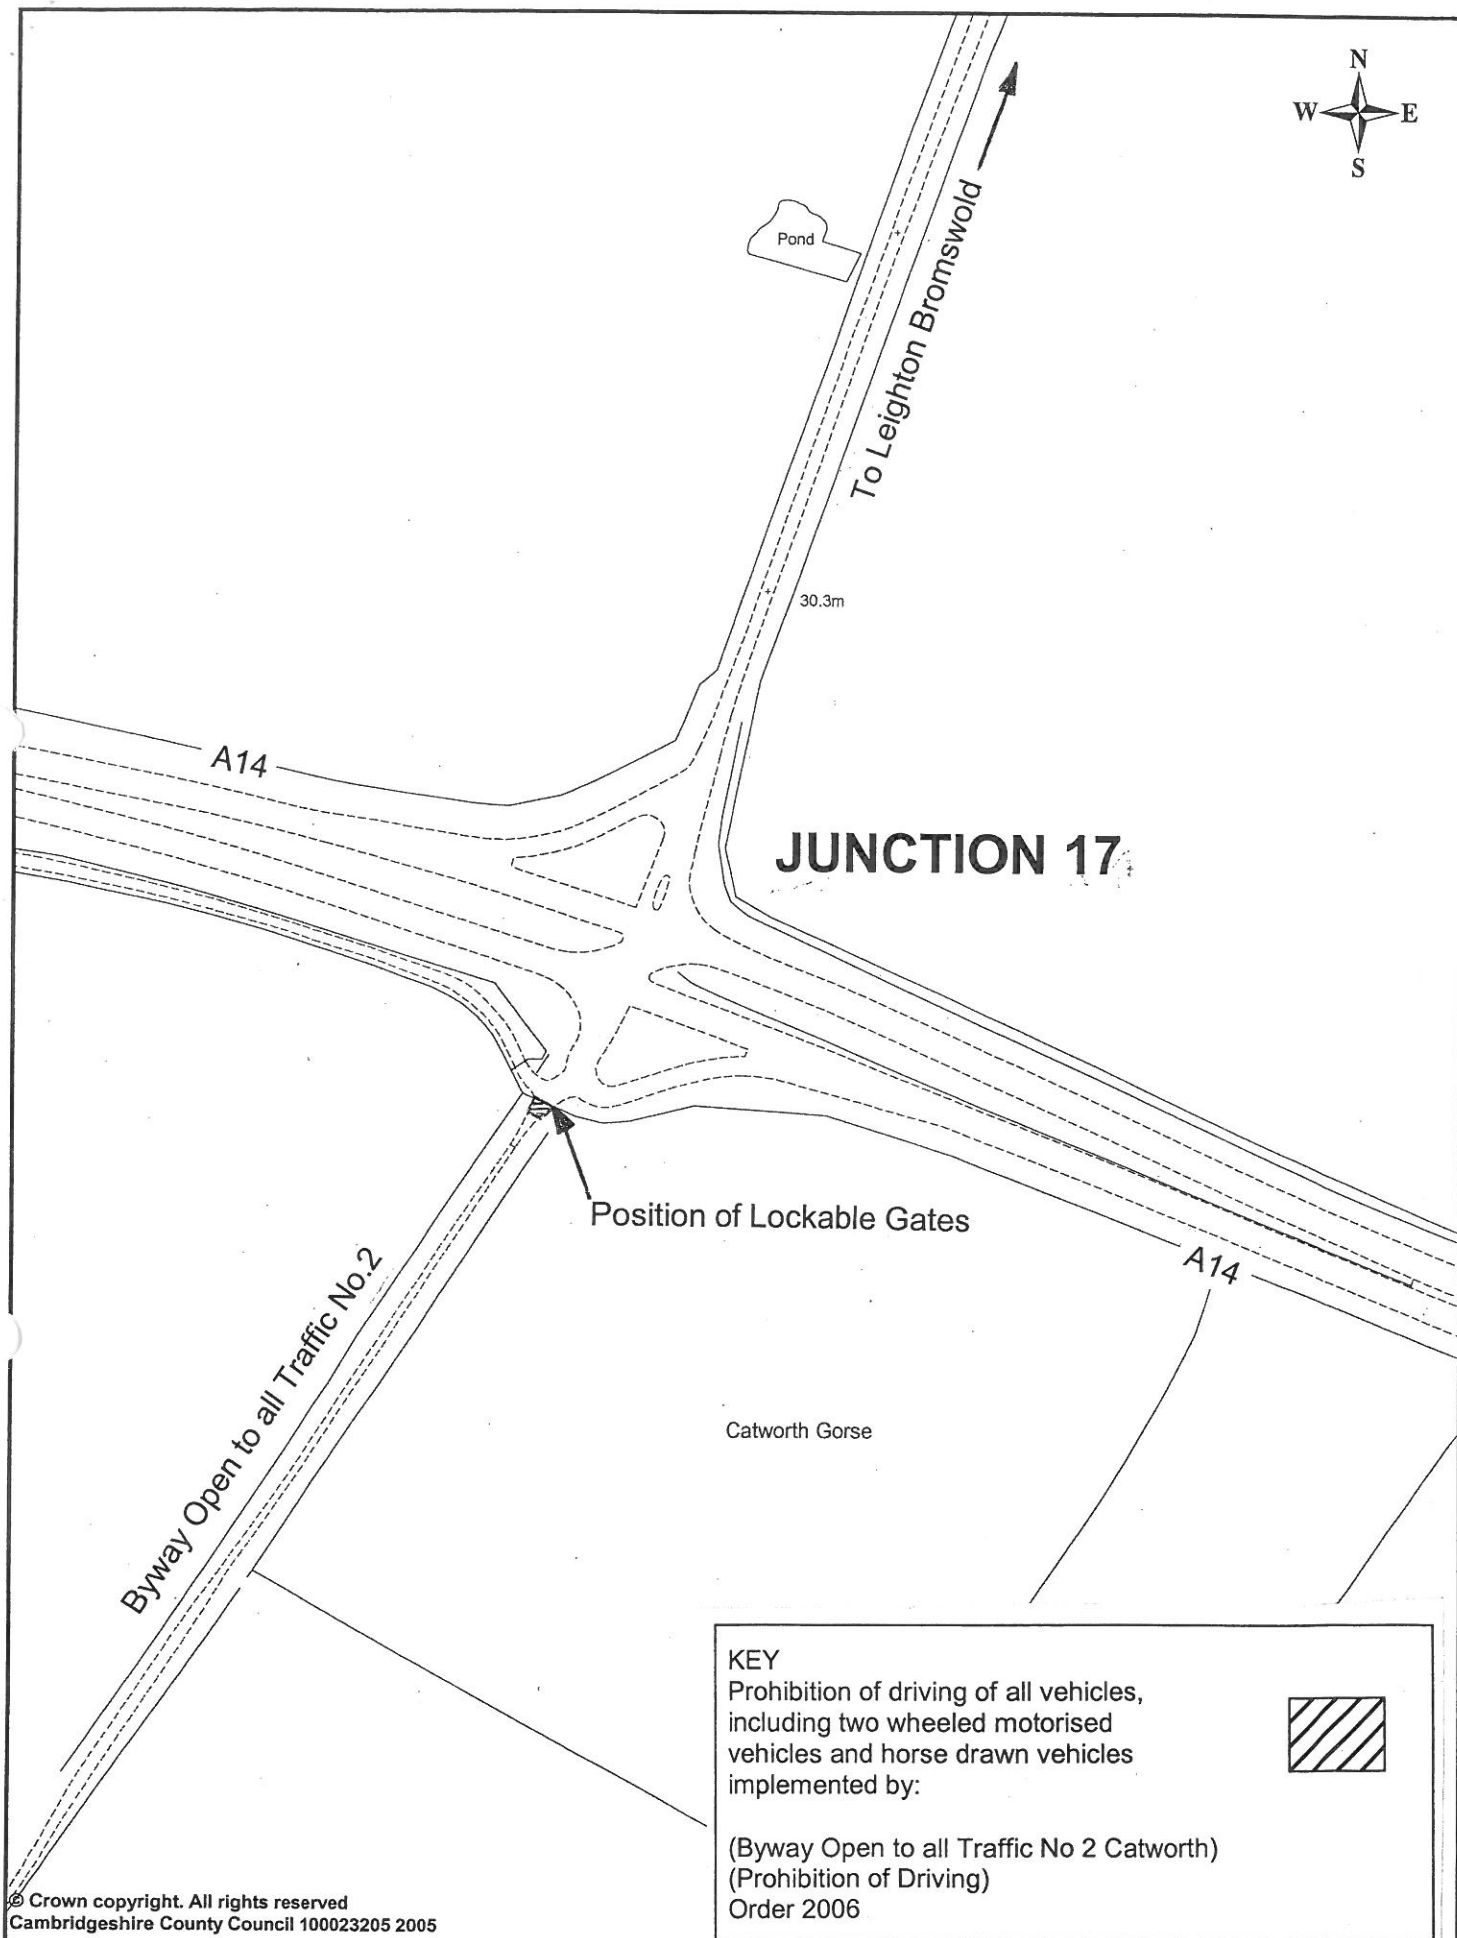 N
W E
S
Pond
To Leighton Bromswold
30.3m
A14
JUNCTION 17
Position of Lockable Gates
A14
Byway Open to all Traffic No.2
Catworth Gorse
KEY
Prohibition of driving of all vehicles,
including two wheeled motorised
vehicles and horse drawn vehicles
implemented by:
(Byway Open to all Traffic No 2 Catworth)
(Prohibition of Driving)
Order 2006
© Crown copyright. All rights reserved
Cambridgeshire County Council 100023205 2005